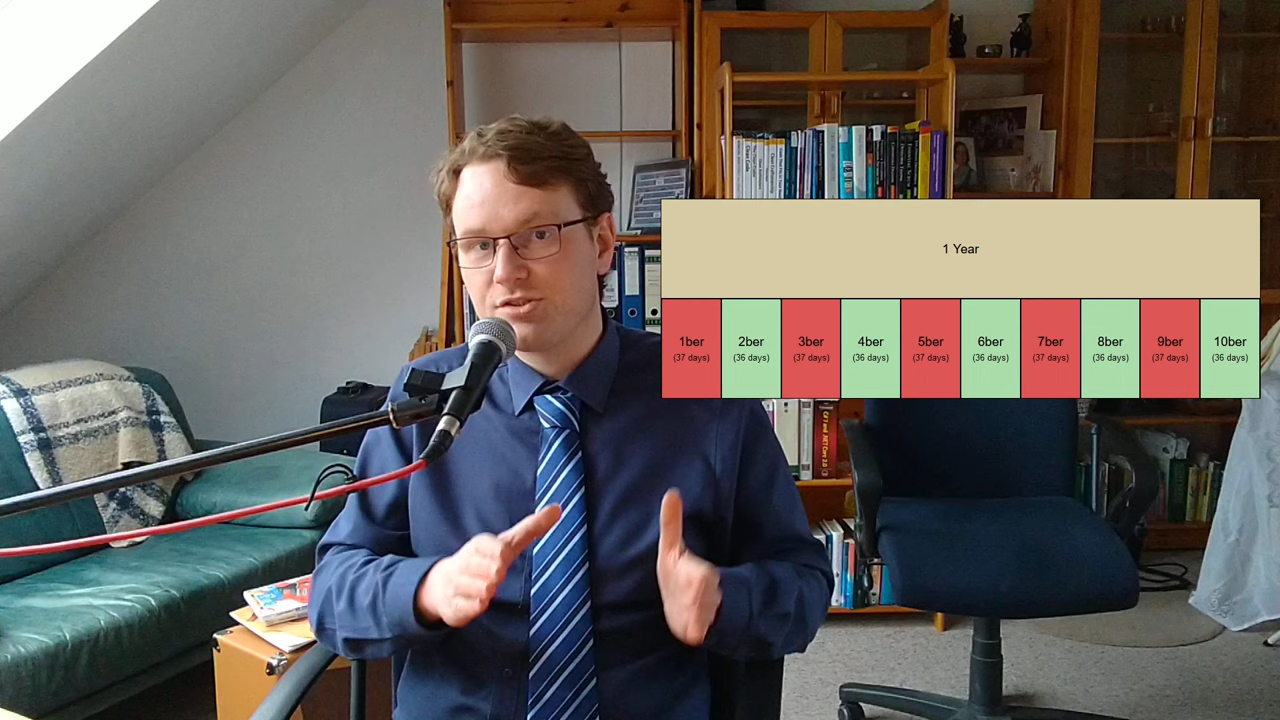 1 Year
1ber
(37 days)
2ber
(36 days)
3ber
(37 days)
4ber
(36 days)
5ber
(37 days)
6ber
(36 days)
7ber
(37 days)
8ber
(36 days)
9ber
(37 days)
10ber
(36 days)